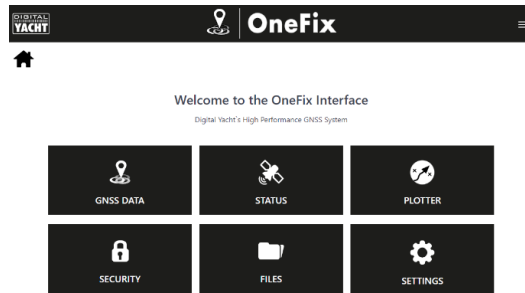 DIGITAL
YACHT
OneFix
Welcome to the OneFix Interface
Digital Yacht's High Performance GNSS System
GNSS DATA
STATUS
PLOTTER
SECURITY
FILES
SETTINGS